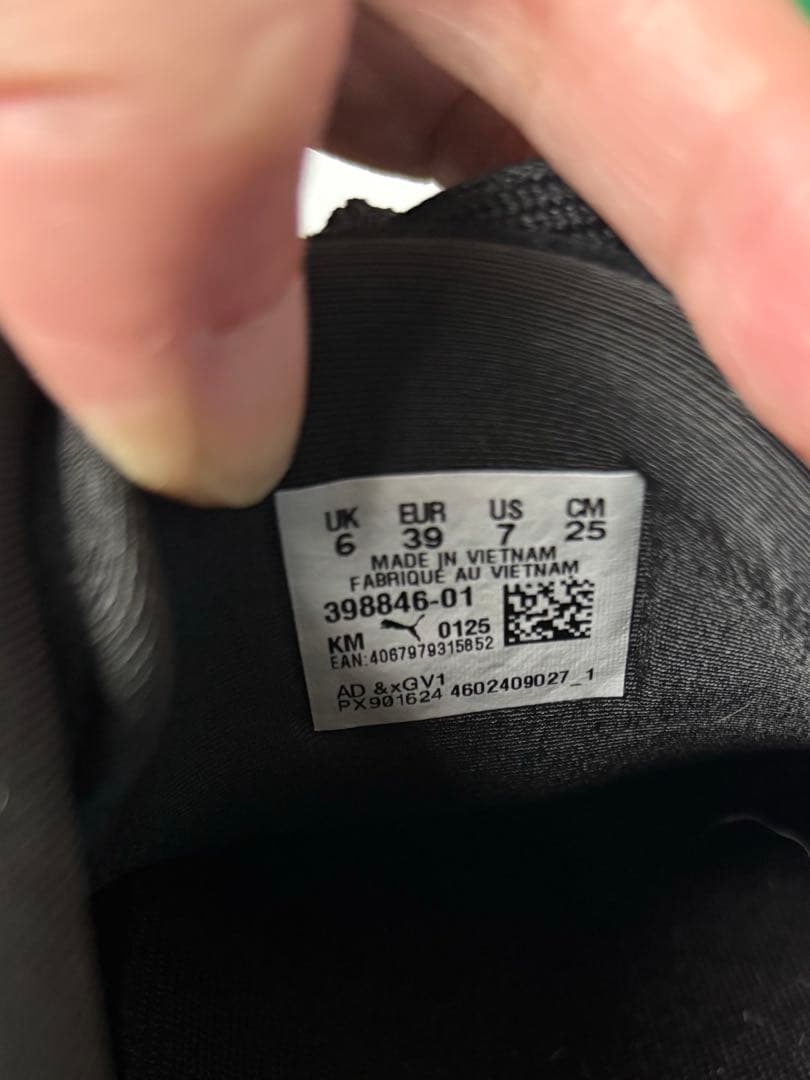 UK EUR US CM
6 39 7 25
MADE IN VIETNAM
FABRIQUE AU VIETNAM
398846-01
KM 0125
EAN:4067979315852
AD &xGV1
PX901624 4602409027_1